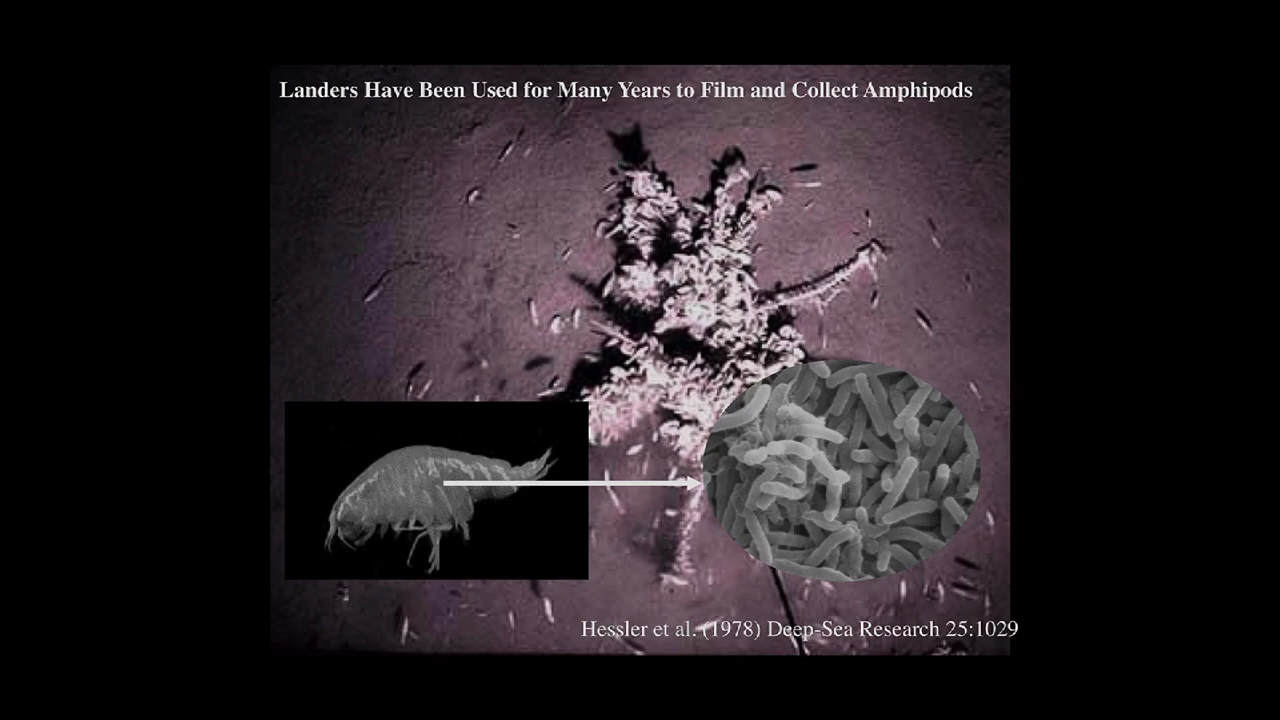 Landers Have Been Used for Many Years to Film and Collect Amphipods
Hessler et al. (1978) Deep-Sea Research 25:1029